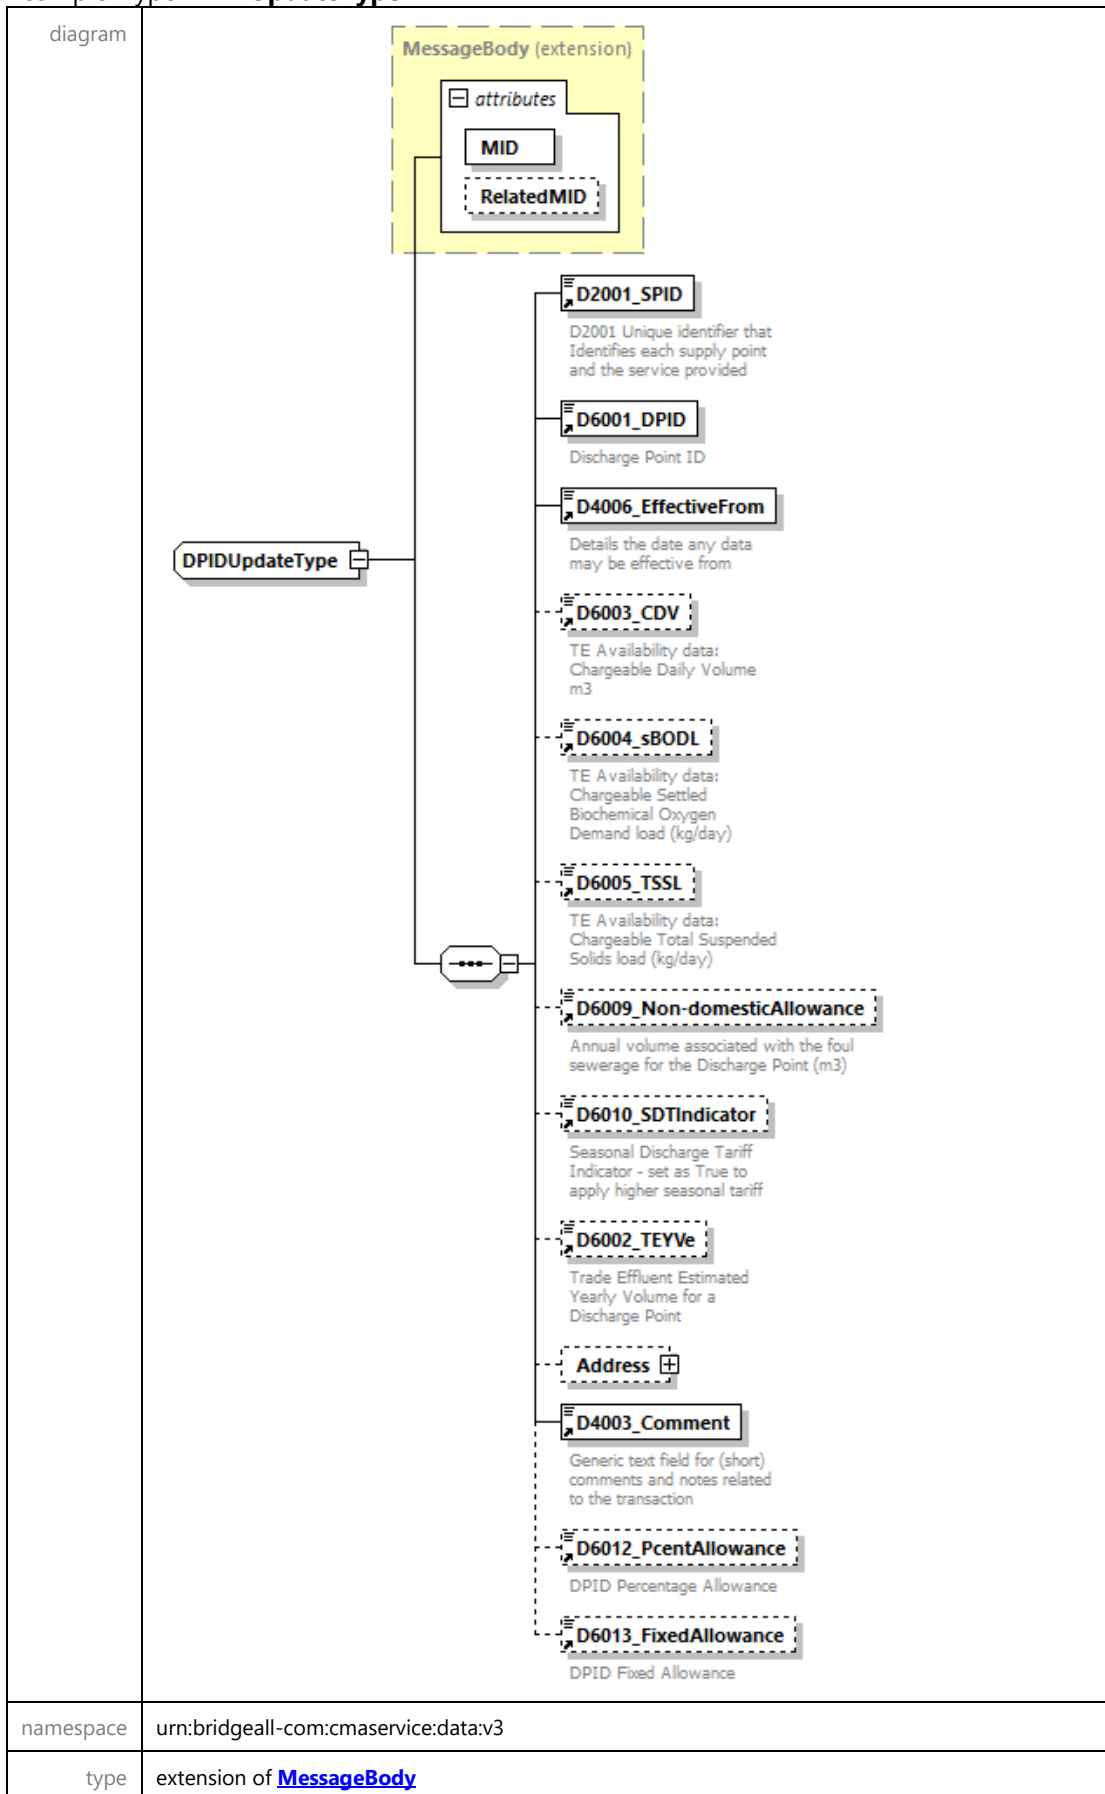 diagram
MessageBody (extension)
attributes
MID
RelatedMID
D2001_SPID
D2001 Unique identifier that
Identifies each supply point
and the service provided
D6001_DPID
Discharge Point ID
D4006_EffectiveFrom
Details the date any data
may be effective from
DPIDUpdateType
D6003_CDV
TE Availability data:
Chargeable Daily Volume
m3
D6004_sBODL
TE Availability data:
Chargeable Settled
Biochemical Oxygen
Demand load (kg/day)
D6005_TSSL
TE Availability data:
Chargeable Total Suspended
Solids load (kg/day)
D6009_Non-domesticAllowance
Annual volume associated with the foul
sewerage for the Discharge Point (m3)
D6010_SDTIndicator
Seasonal Discharge Tariff
Indicator - set as True to
apply higher seasonal tariff
D6002_TEYVe
Trade Effluent Estimated
Yearly Volume for a
Discharge Point
Address
D4003_Comment
Generic text field for (short)
comments and notes related
to the transaction
D6012_PcentAllowance
DPID Percentage Allowance
D6013_FixedAllowance
DPID Fixed Allowance
namespace urn:bridgeall-com:cmaservice:data:v3
type extension of MessageBody